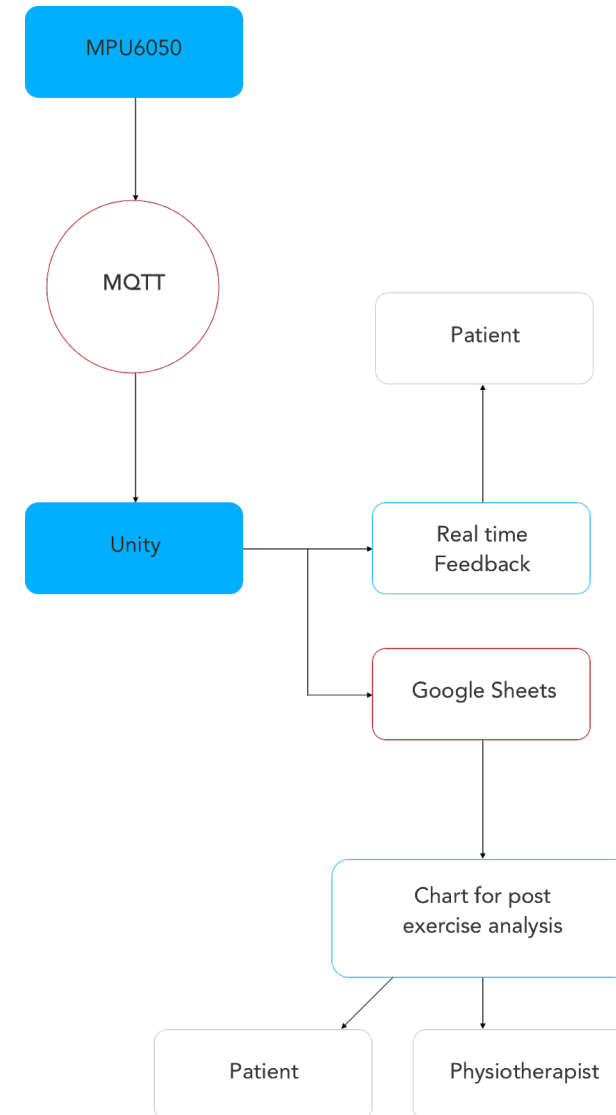 MPU6050
MQTT
Patient
Unity
Real time
Feedback
Google Sheets
Chart for post
exercise analysis
Patient
Physiotherapist